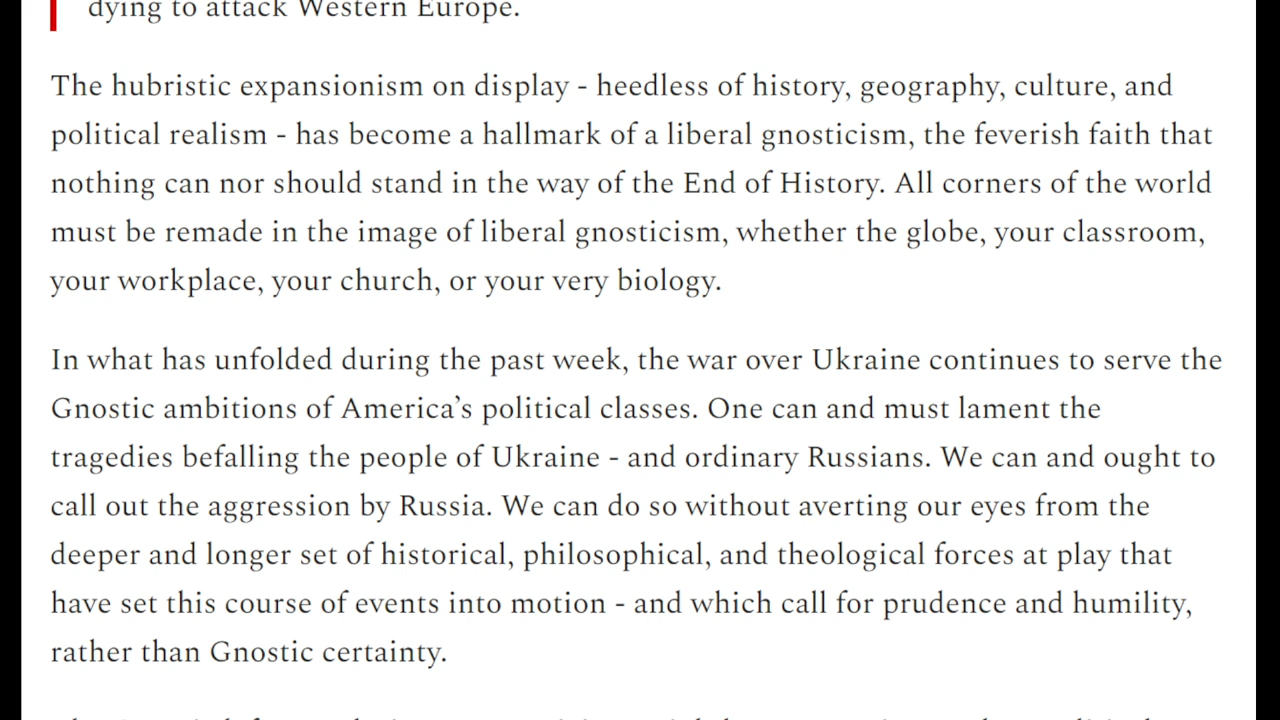 dying to attack Western Europe.
The hubristic expansionism on display - heedless of history, geography, culture, and
political realism - has become a hallmark of a liberal gnosticism, the feverish faith that
nothing can nor should stand in the way of the End of History. All corners of the world
must be remade in the image of liberal gnosticism, whether the globe, your classroom,
your workplace, your church, or your very biology.
In what has unfolded during the past week, the war over Ukraine continues to serve the
Gnostic ambitions of America’s political classes. One can and must lament the
tragedies befalling the people of Ukraine - and ordinary Russians. We can and ought to
call out the aggression by Russia. We can do so without averting our eyes from the
deeper and longer set of historical, philosophical, and theological forces at play that
have set this course of events into motion - and which call for prudence and humility,
rather than Gnostic certainty.